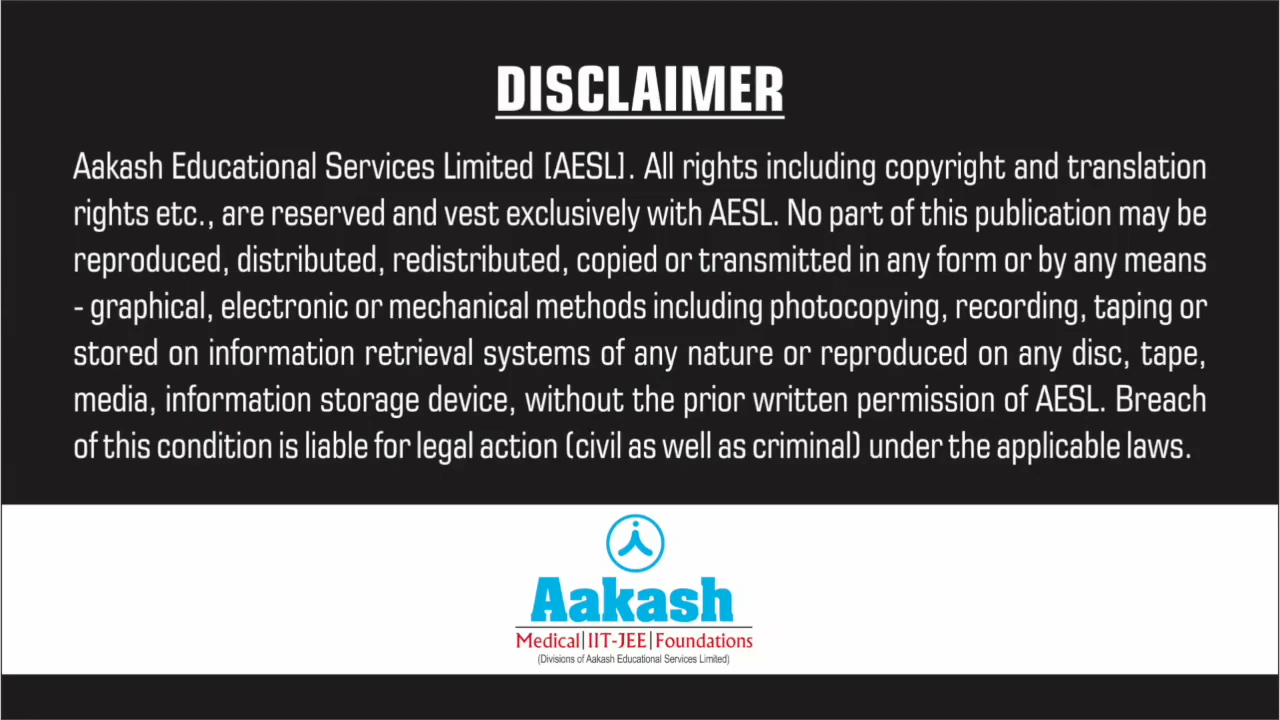 DISCLAIMER
Aakash Educational Services Limited [AESL]. All rights including copyright and translation
rights etc., are reserved and vest exclusively with AESL. No part of this publication may be
reproduced, distributed, redistributed, copied or transmitted in any form or by any means
- graphical, electronic or mechanical methods including photocopying, recording, taping or
stored on information retrieval systems of any nature or reproduced on any disc, tape,
media, information storage device, without the prior written permission of AESL. Breach
of this condition is liable for legal action (civil as well as criminal) under the applicable laws.
Aakash
Medical|IIT-JEE|Foundations
(Divisions of Aakash Educational Services Limited)